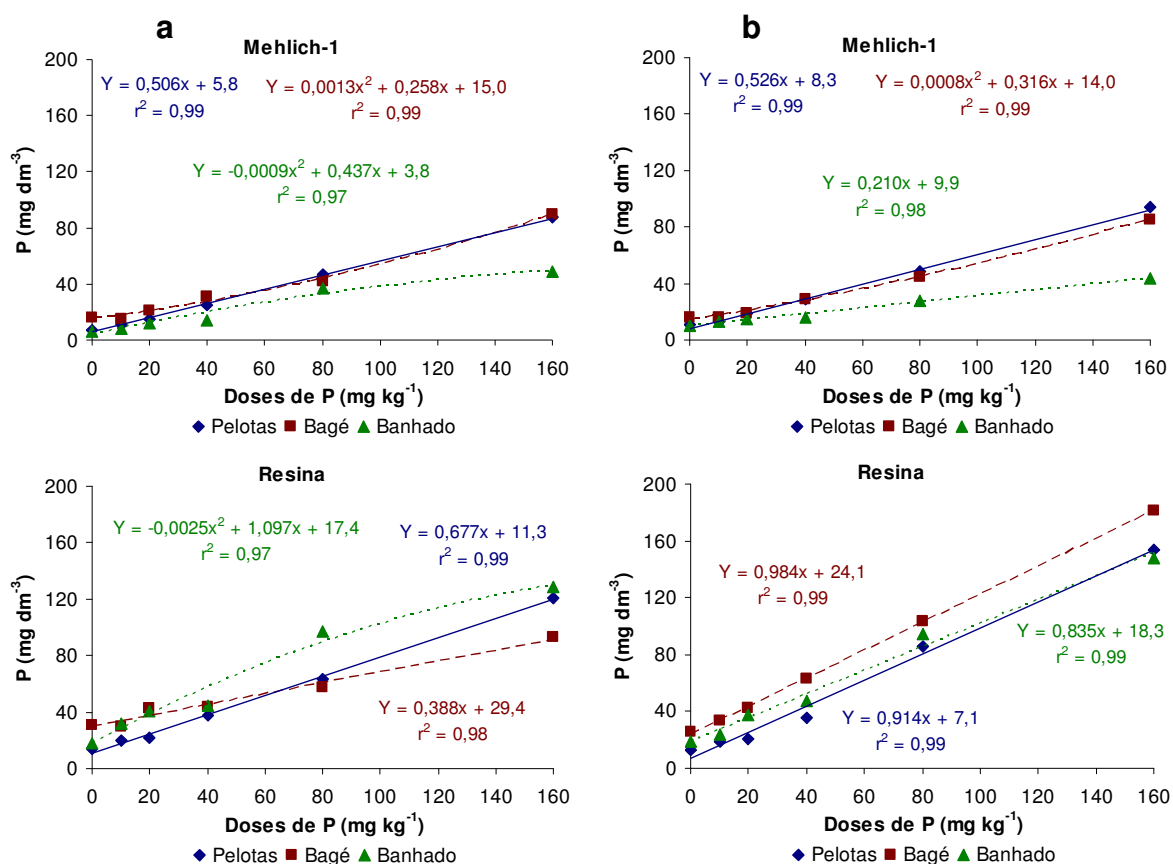 a
Mehlich-1
Y = 0,506x + 5,8
r² = 0,99
Y = 0,0013x² + 0,258x + 15,0
r² = 0,99
Y = -0,0009x² + 0,437x + 3,8
r² = 0,97
P (mg dm⁻³)
200
160
120
80
40
0
0 20 40 60 80 100 120 140 160
Doses de P (mg kg⁻¹)
Pelotas Bagé Banhado
b
Mehlich-1
Y = 0,526x + 8,3
r² = 0,99
Y = 0,0008x² + 0,316x + 14,0
r² = 0,99
Y = 0,210x + 9,9
r² = 0,98
P (mg dm⁻³)
200
160
120
80
40
0
0 20 40 60 80 100 120 140 160
Doses de P (mg kg⁻¹)
Pelotas Bagé Banhado
Resina
Y = -0,0025x² + 1,097x + 17,4
r² = 0,97
Y = 0,677x + 11,3
r² = 0,99
Y = 0,388x + 29,4
r² = 0,98
P (mg dm⁻³)
200
160
120
80
40
0
0 20 40 60 80 100 120 140 160
Doses de P (mg kg⁻¹)
Pelotas Bagé Banhado
Resina
Y = 0,984x + 24,1
r² = 0,99
Y = 0,835x + 18,3
r² = 0,99
Y = 0,914x + 7,1
r² = 0,99
P (mg dm⁻³)
200
160
120
80
40
0
0 20 40 60 80 100 120 140 160
Doses de P (mg kg⁻¹)
Pelotas Bagé Banhado